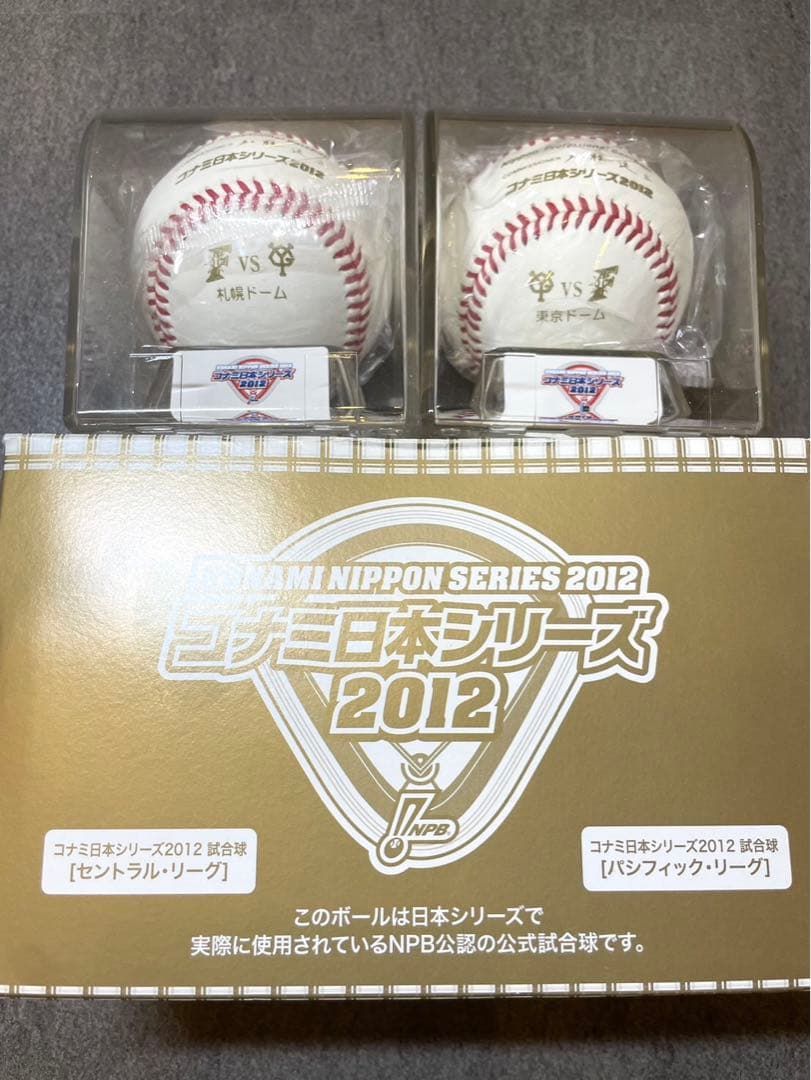 コナミ日本シリーズ2012
VS
札幌ドーム
コナミ日本シリーズ
2012
コナミ日本シリーズ2012
VS
東京ドーム
コナミ日本シリーズ
2012
KONAMI NIPPON SERIES 2012
コナミ日本シリーズ
2012
NPB
コナミ日本シリーズ2012 試合球
[セントラル・リーグ]
コナミ日本シリーズ2012 試合球
[パシフィック・リーグ]
このボールは日本シリーズで
実際に使用されているNPB公認の公式試合球です。